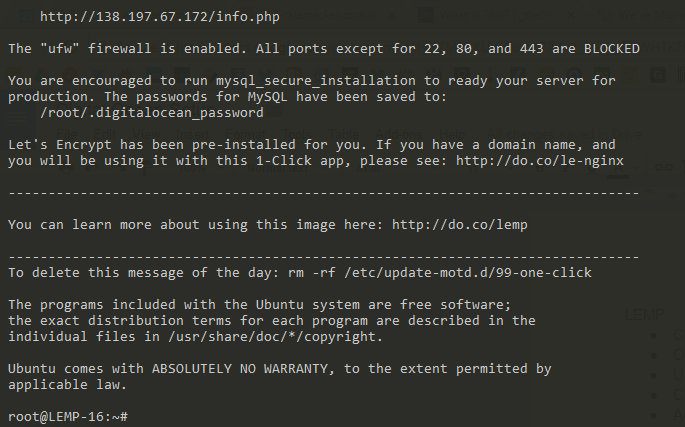 http://138.197.67.172/info.php
The "ufw" firewall is enabled. All ports except for 22, 80, and 443 are BLOCKED
You are encouraged to run mysql_secure_installation to ready your server for
production. The passwords for MySQL have been saved to:
/root/.digitalocean_password
Let's Encrypt has been pre-installed for you. If you have a domain name, and
you will be using it with this 1-Click app, please see: http://do.co/le-nginx
-------------------------------------------------------------------------------
You can learn more about using this image here: http://do.co/lemp
-------------------------------------------------------------------------------
To delete this message of the day: rm -rf /etc/update-motd.d/99-one-click
The programs included with the Ubuntu system are free software;
the exact distribution terms for each program are described in the
individual files in /usr/share/doc/*/copyright.
Ubuntu comes with ABSOLUTELY NO WARRANTY, to the extent permitted by
applicable law.
root@LEMP-16:~#
LEMP